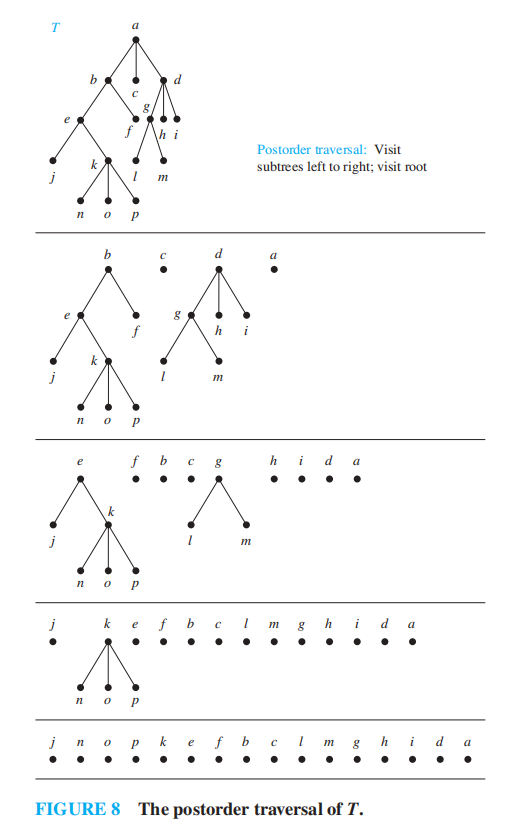 T
a
b
d
c
g
e
f
h i
k
j
l
m
n o p
Postorder traversal: Visit
subtrees left to right; visit root
b c d a
e
g
f
h i
k
j
l
m
n o p
e f b c g h i d a
k
j
l
m
n o p
j k e f b c l m g h i d a
n o p
j n o p k e f b c l m g h i d a
FIGURE 8 The postorder traversal of T.